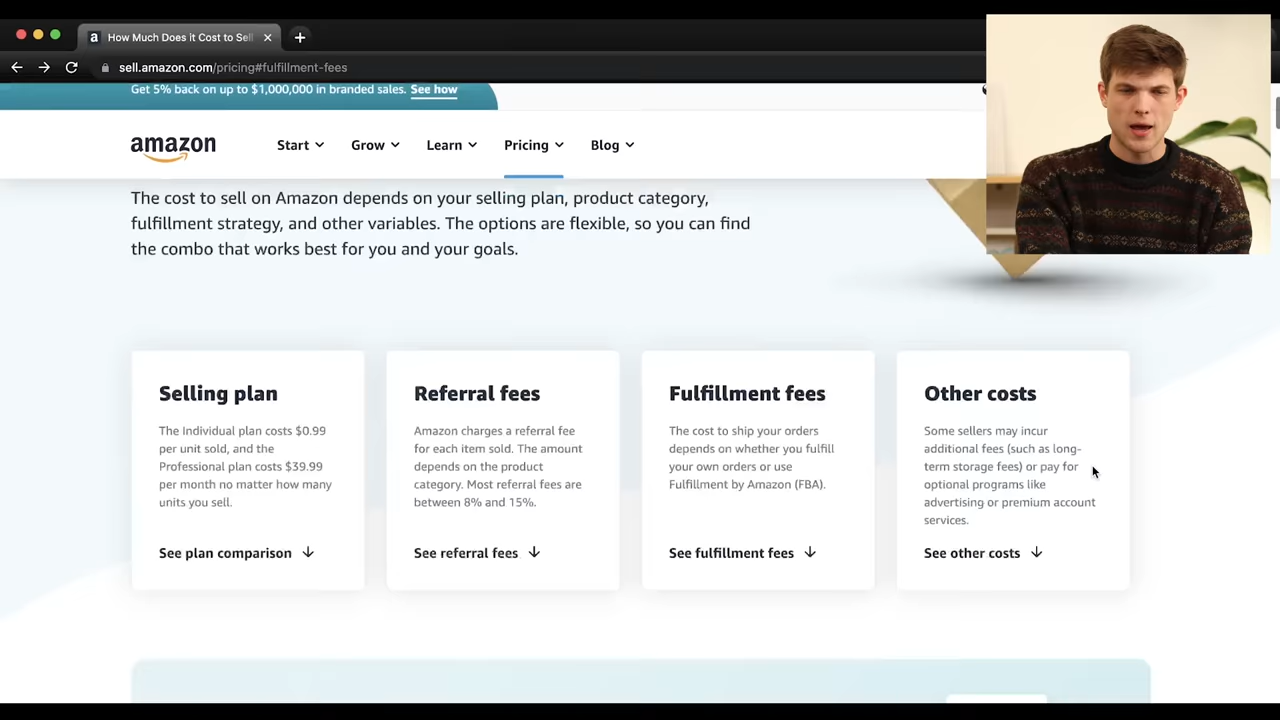 How Much Does it Cost to Sell
sell.amazon.com/pricing#fulfillment-fees
Get 5% back on up to $1,000,000 in branded sales. See how
amazon
Start Grow Learn Pricing Blog
The cost to sell on Amazon depends on your selling plan, product category,
fulfillment strategy, and other variables. The options are flexible, so you can find
the combo that works best for you and your goals.
Selling plan
The Individual plan costs $0.99
per unit sold, and the
Professional plan costs $39.99
per month no matter how many
units you sell.
See plan comparison
Referral fees
Amazon charges a referral fee
for each item sold. The amount
depends on the product
category. Most referral fees are
between 8% and 15%.
See referral fees
Fulfillment fees
The cost to ship your orders
depends on whether you fulfill
your own orders or use
Fulfillment by Amazon (FBA).
See fulfillment fees
Other costs
Some sellers may incur
additional fees (such as long-
term storage fees) or pay for
optional programs like
advertising or premium account
services.
See other costs